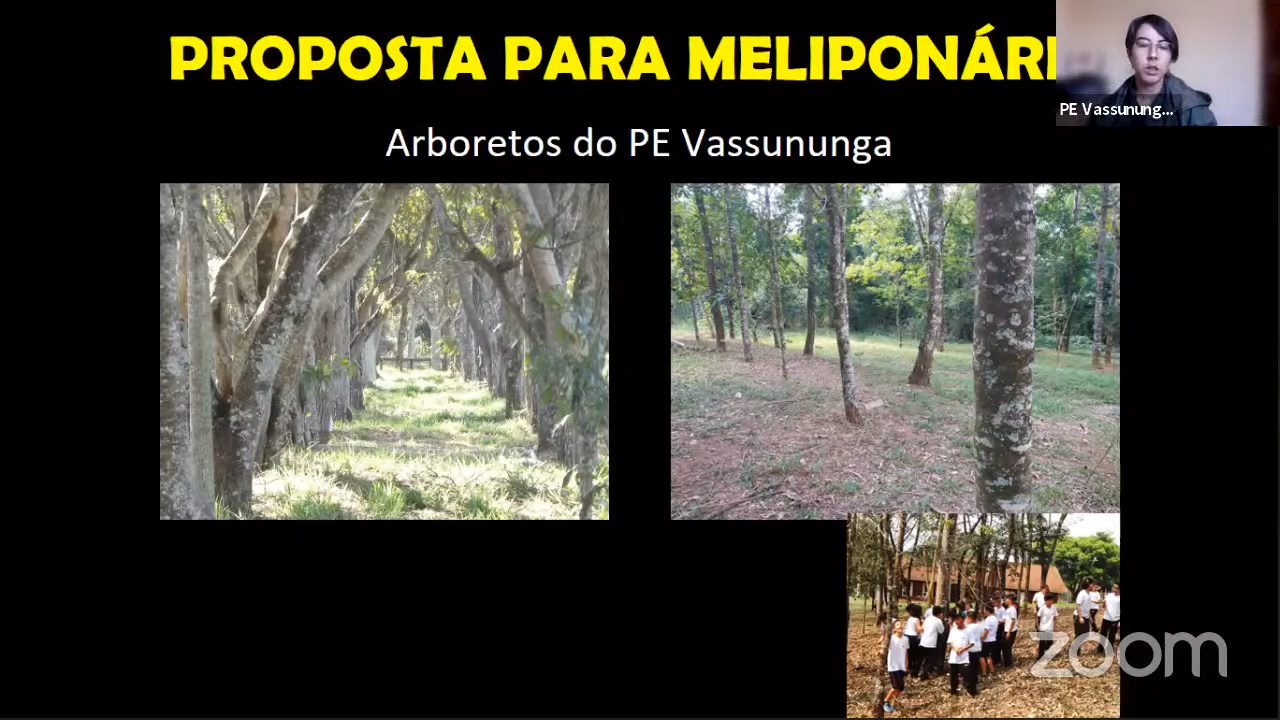 PROPOSTA PARA MELIPONÁRI
PE Vassunung...
Arboretos do PE Vassununga
zoom